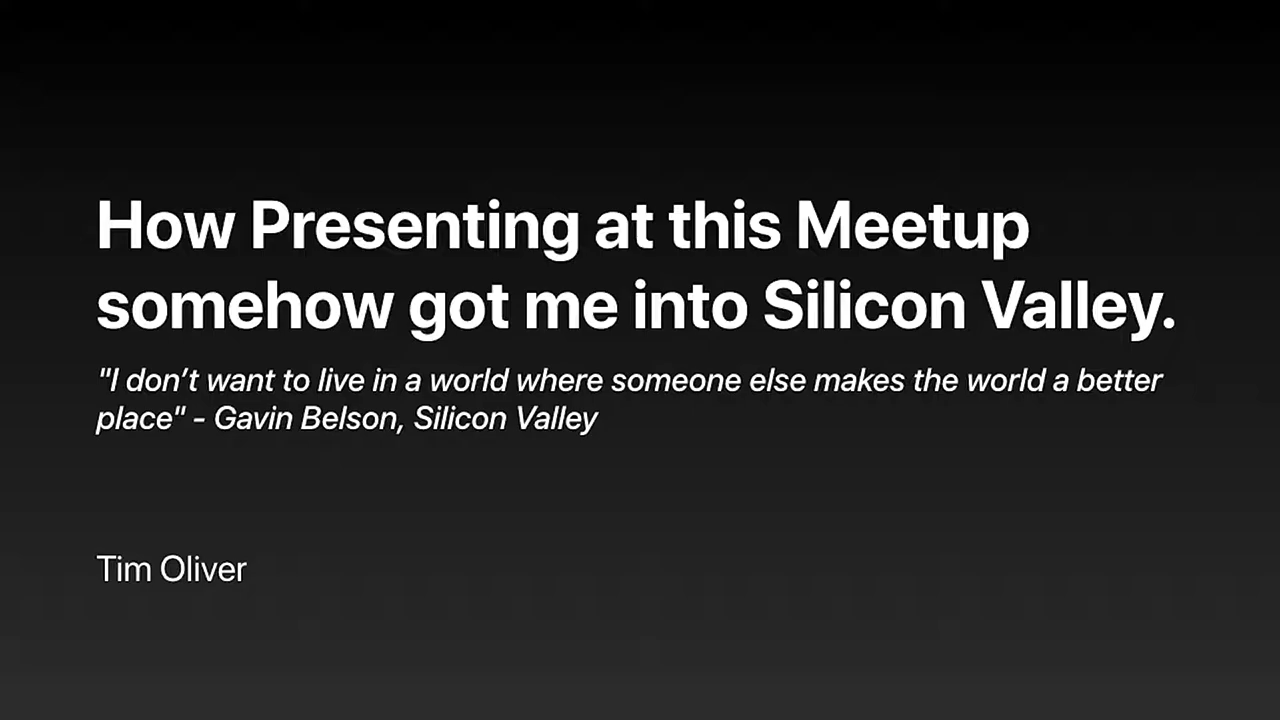 How Presenting at this Meetup
somehow got me into Silicon Valley.
"I don’t want to live in a world where someone else makes the world a better
place" - Gavin Belson, Silicon Valley
Tim Oliver